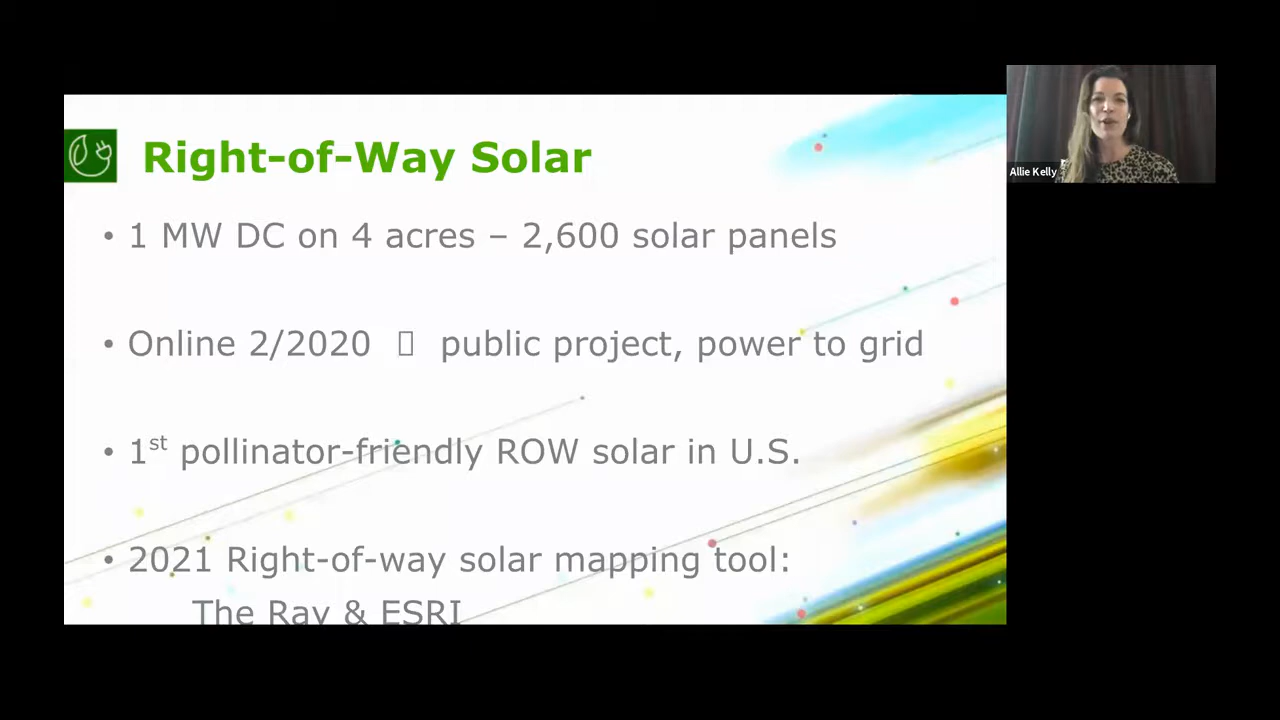 Right-of-Way Solar
• 1 MW DC on 4 acres – 2,600 solar panels
• Online 2/2020 ▯ public project, power to grid
• 1st pollinator-friendly ROW solar in U.S.
• 2021 Right-of-way solar mapping tool:
The Ray & ESRI
Allie Kelly